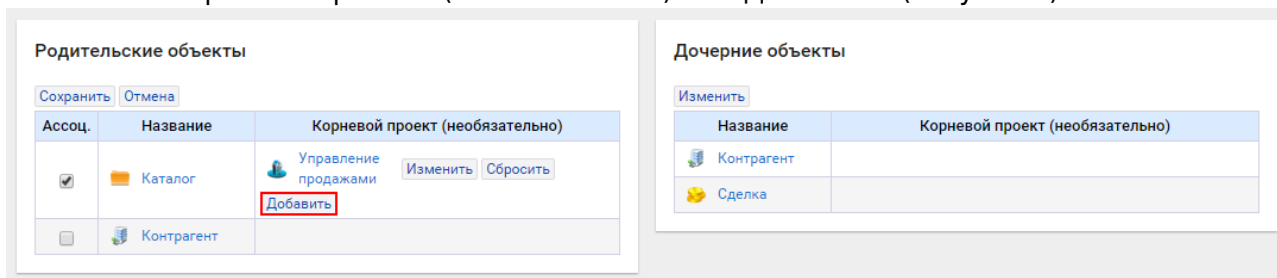 Родительские объекты
Сохранить Отмена
Ассоц. Название Корневой проект (необязательно)
Каталог Управление продажами Изменить Сбросить
Добавить
Контрагент
Дочерние объекты
Изменить
Название Корневой проект (необязательно)
Контрагент
Сделка